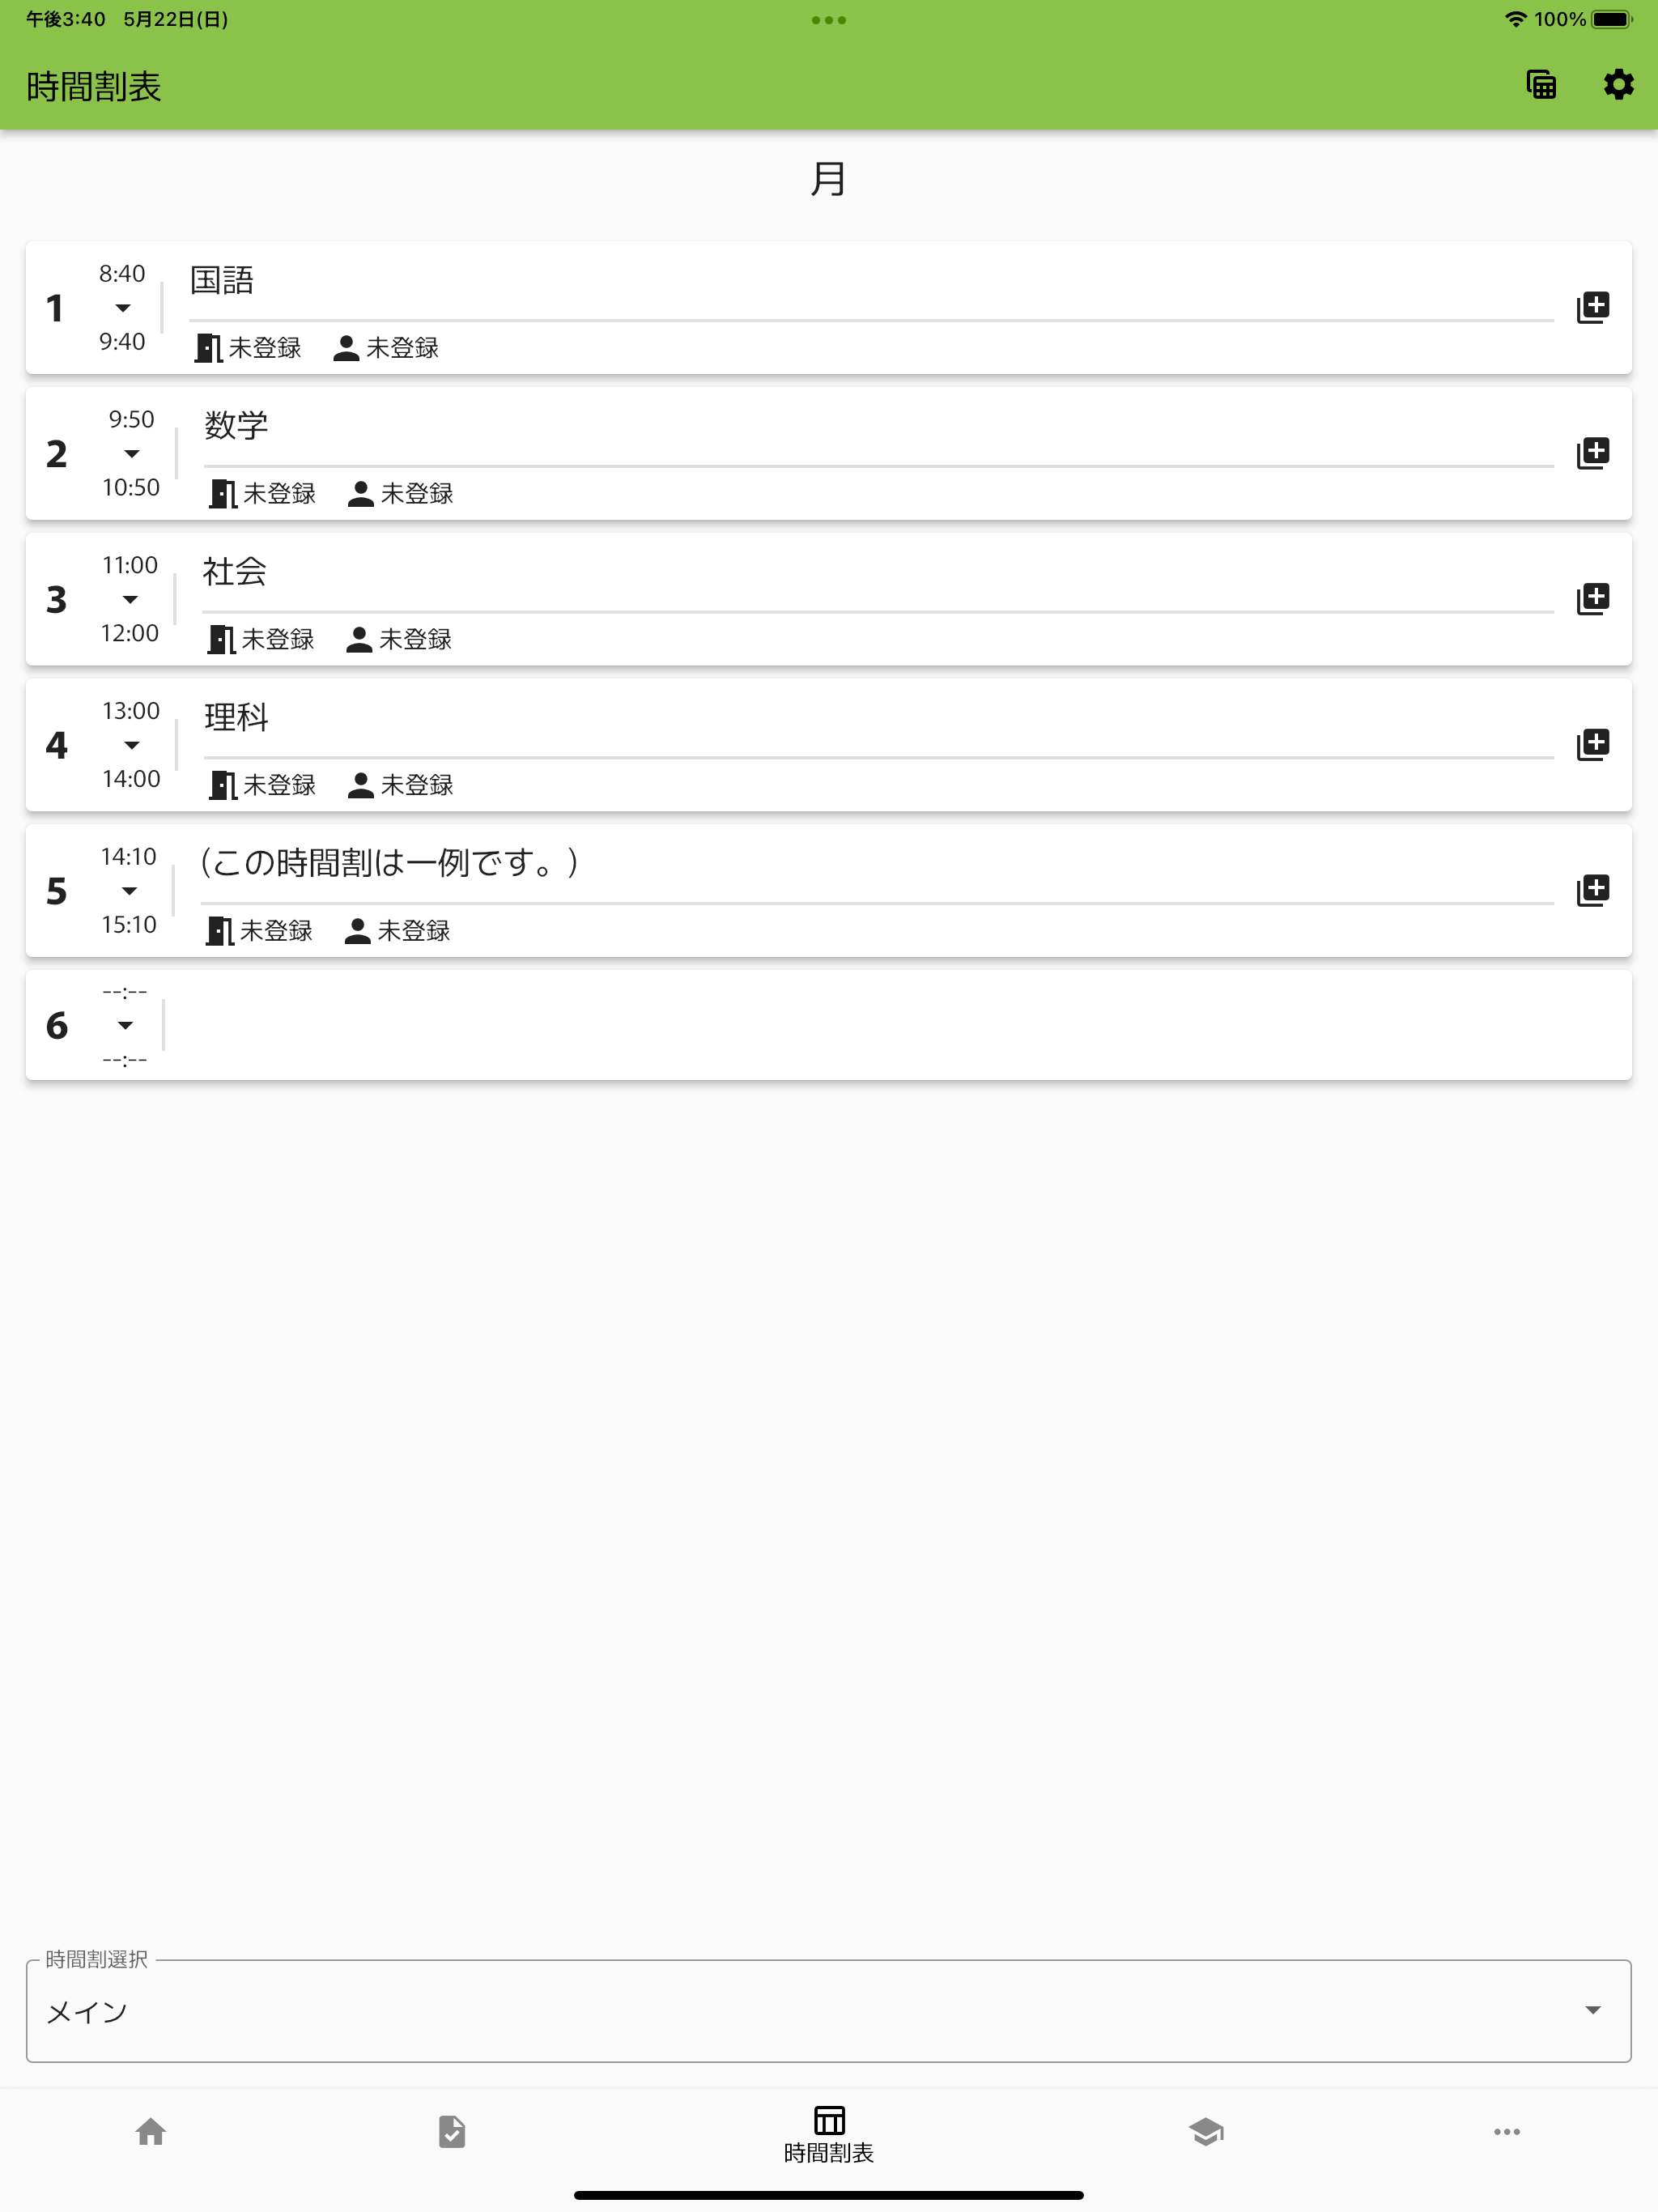 午後3:40 5月22日(日) 100%
時間割表
月
1 8:40 9:40 国語
未登録 未登録
2 9:50 10:50 数学
未登録 未登録
3 11:00 12:00 社会
未登録 未登録
4 13:00 14:00 理科
未登録 未登録
5 14:10 15:10 (この時間割は一例です。)
未登録 未登録
6 --:-- --:--
時間割選択
メイン
時間割表